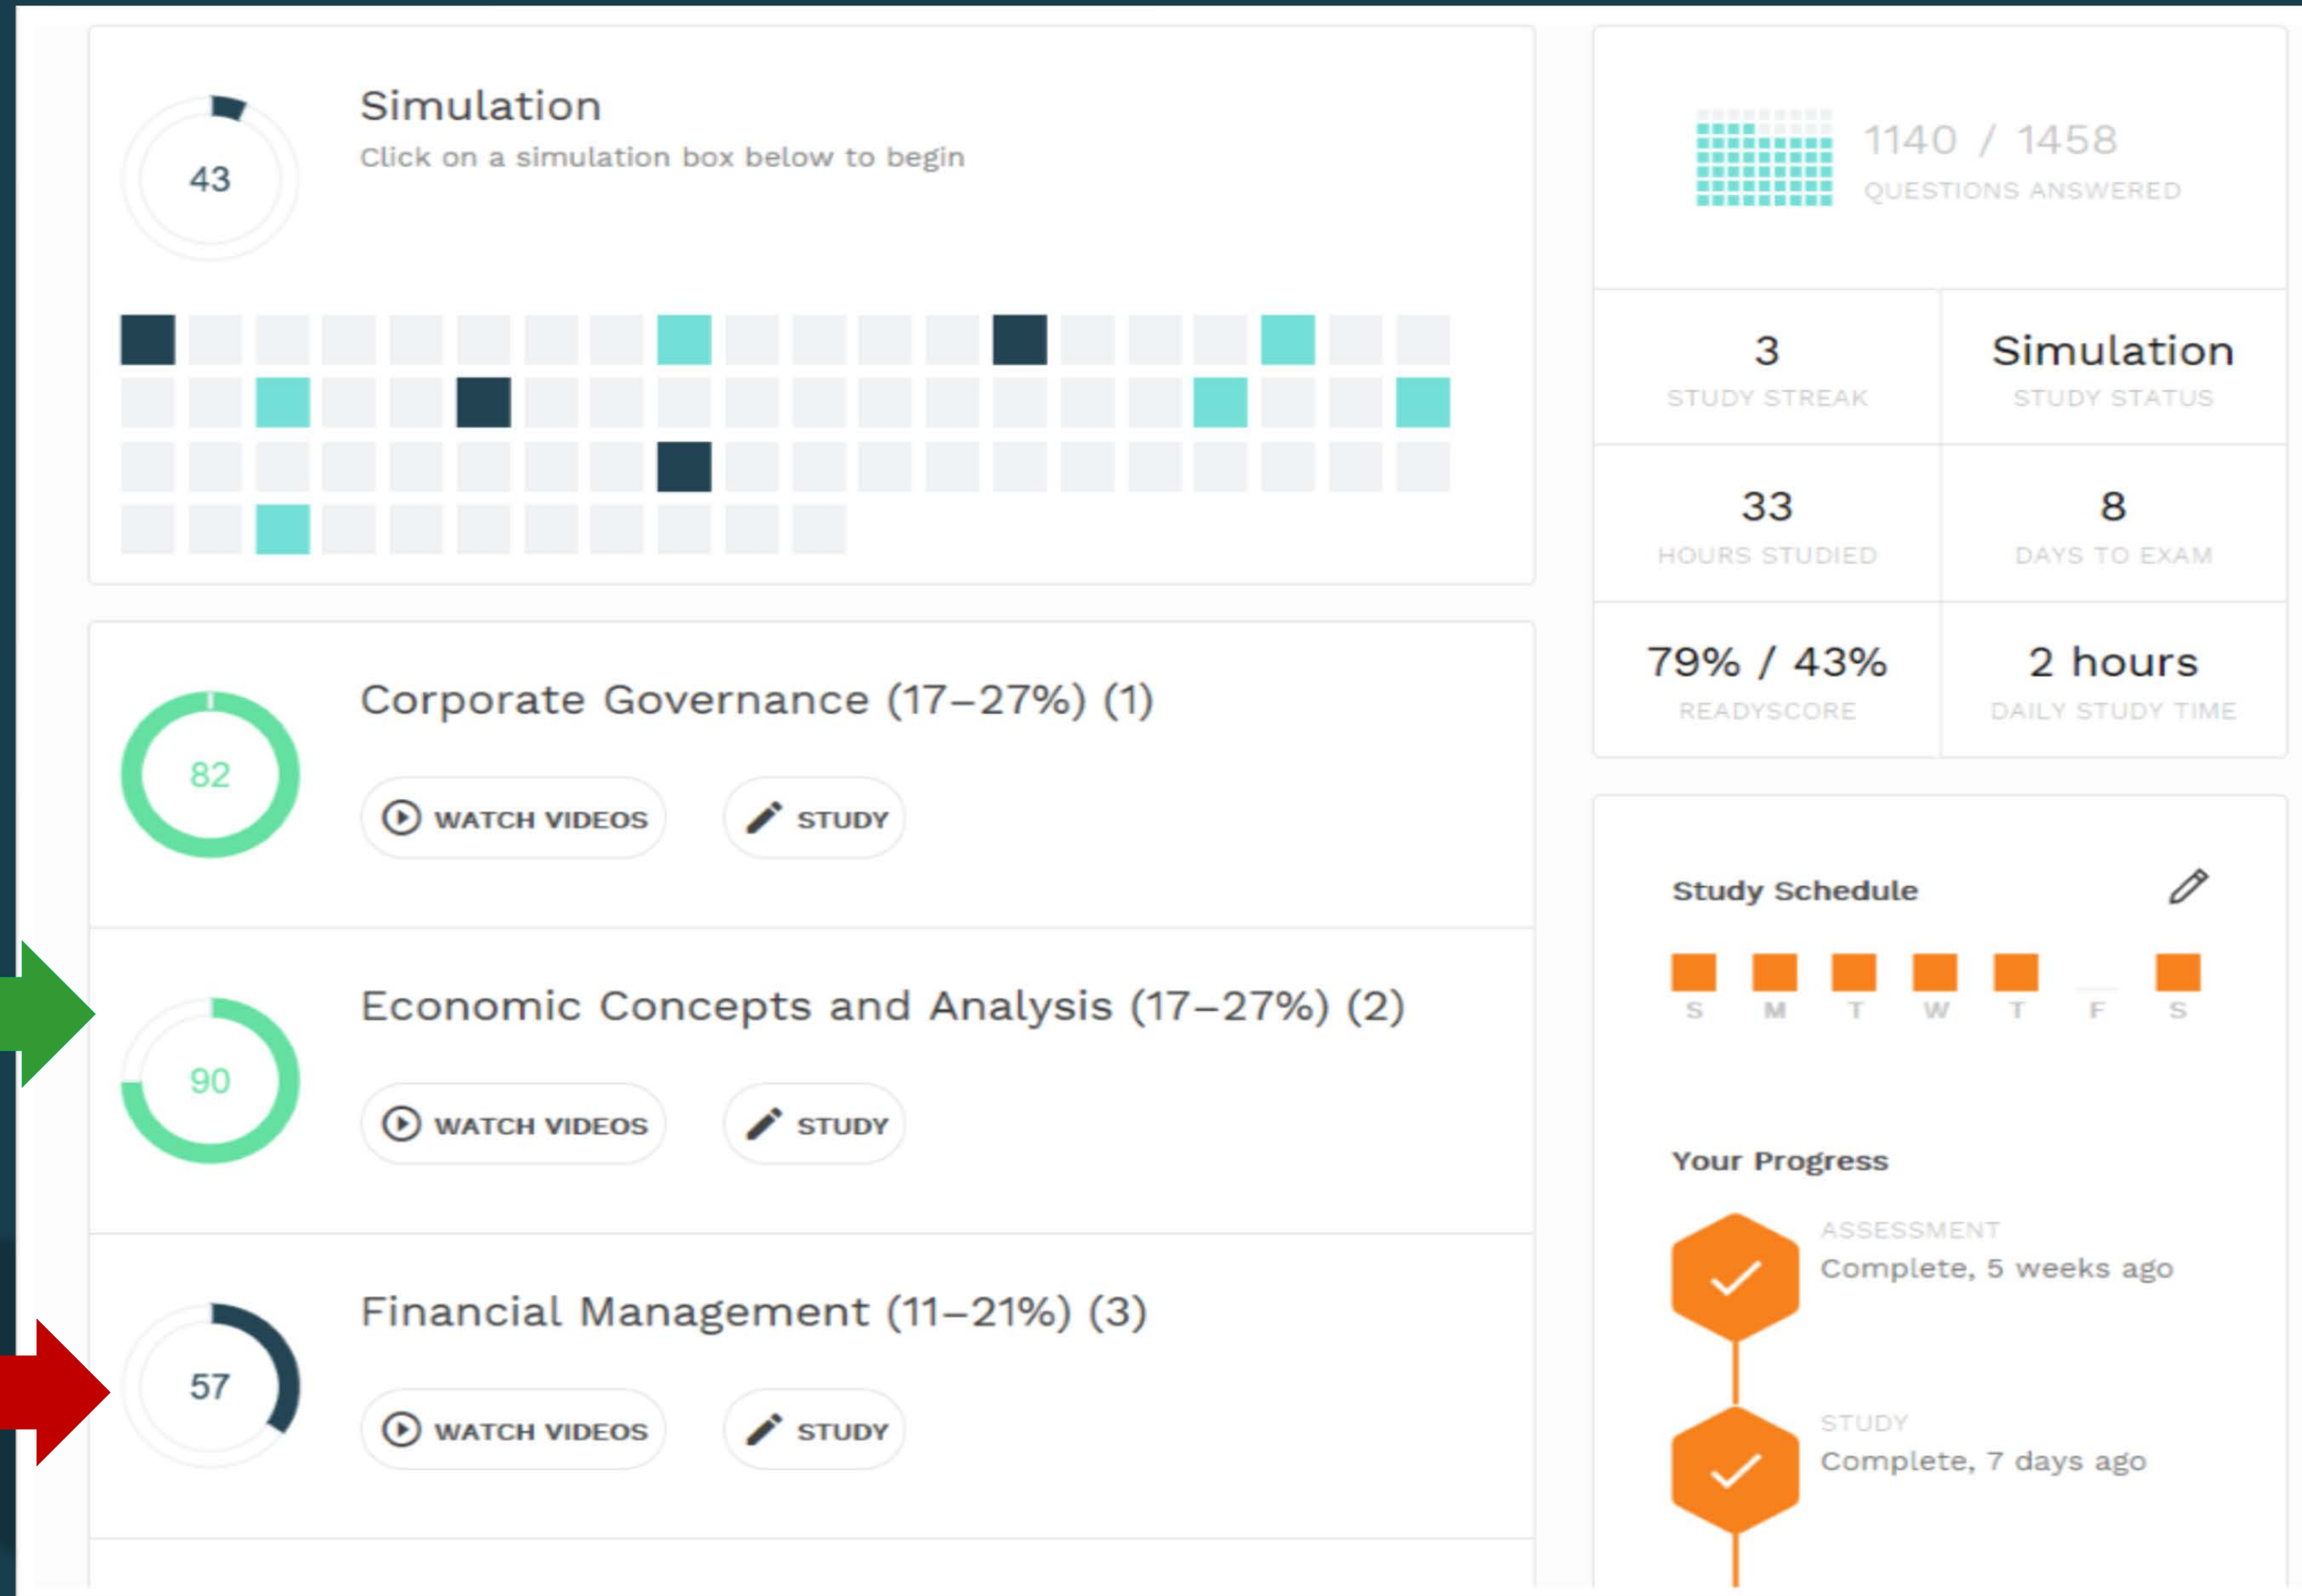 Simulation
Click on a simulation box below to begin
43
Corporate Governance (17–27%) (1)
82
WATCH VIDEOS
STUDY
Economic Concepts and Analysis (17–27%) (2)
90
WATCH VIDEOS
STUDY
Financial Management (11–21%) (3)
57
WATCH VIDEOS
STUDY
1140 / 1458
QUESTIONS ANSWERED
3
STUDY STREAK
Simulation
STUDY STATUS
33
HOURS STUDIED
8
DAYS TO EXAM
79% / 43%
READYSCORE
2 hours
DAILY STUDY TIME
Study Schedule
S M T W T F S
Your Progress
ASSESSMENT
Complete, 5 weeks ago
STUDY
Complete, 7 days ago